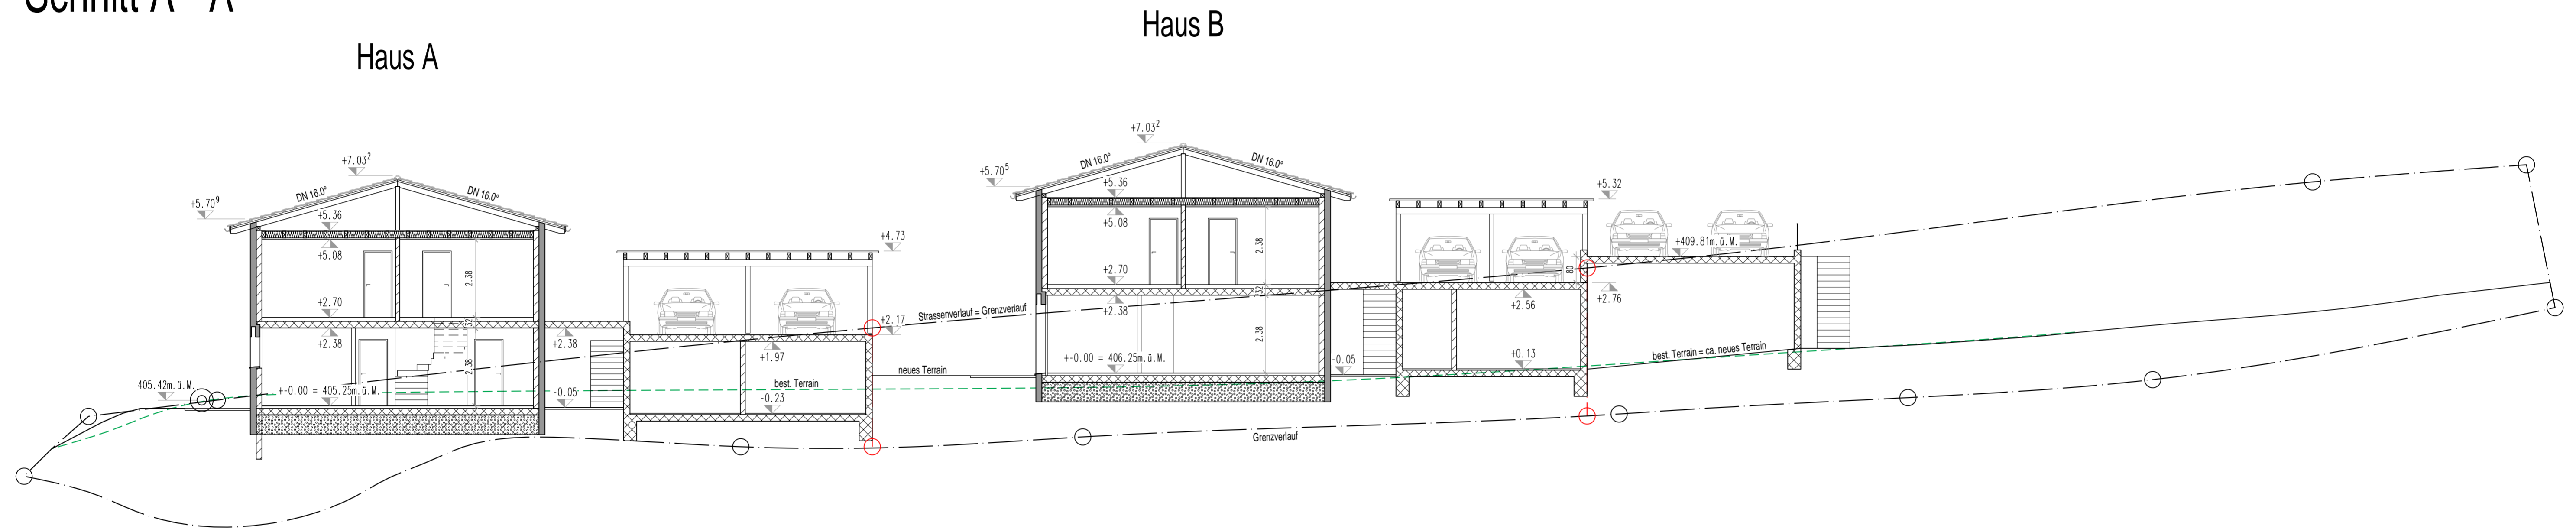 Schnitt A - A
Haus B
Haus A
+7.03²
+7.03²
+5.70⁵
DN 16.0°
DN 16.0°
+5.36
+5.08
2.38
+2.70
32
+2.38
2.38
+-0.00 = 406.25m.ü.M.
-0.05
+5.32
+409.81m.ü.M.
80
+2.56
+2.76
+0.13
best. Terrain = ca. neues Terrain
+5.70⁹
DN 16.0°
DN 16.0°
+5.36
+5.08
2.38
+2.70
32
+2.38
+2.38
2.38
+-0.00 = 405.25m.ü.M.
405.42m.ü.M.
-0.05
+4.73
+2.17
Strassenverlauf = Grenzverlauf
+1.97
neues Terrain
best. Terrain
-0.23
Grenzverlauf